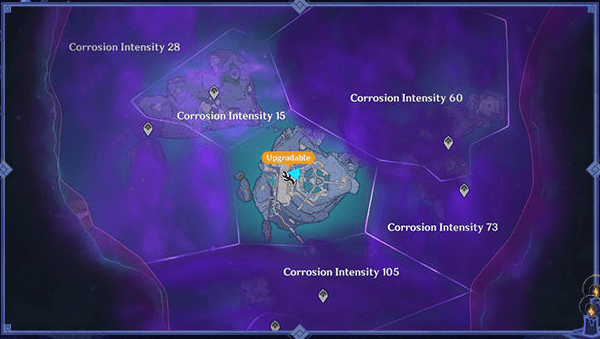 Corrosion Intensity 28
Corrosion Intensity 60
Corrosion Intensity 15
Upgradable
Corrosion Intensity 73
Corrosion Intensity 105